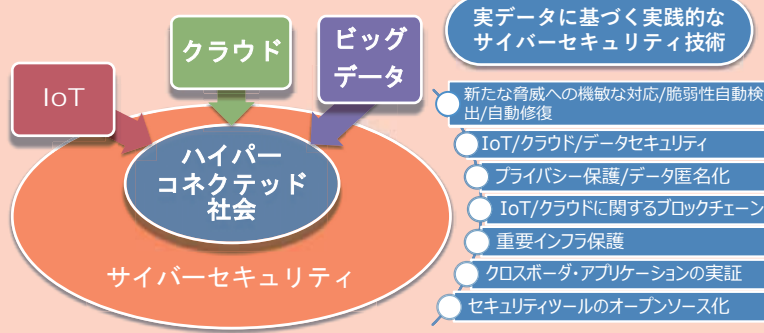 IoT
クラウド
ビッグ
データ
ハイパー
コネクテッド
社会
サイバーセキュリティ
実データに基づく実践的な
サイバーセキュリティ技術
新たな脅威への機敏な対応/脆弱性自動検
出/自動修復
IoT/クラウド/データセキュリティ
プライバシー保護/データ匿名化
IoT/クラウドに関するブロックチェーン
重要インフラ保護
クロスボーダ・アプリケーションの実証
セキュリティツールのオープンソース化